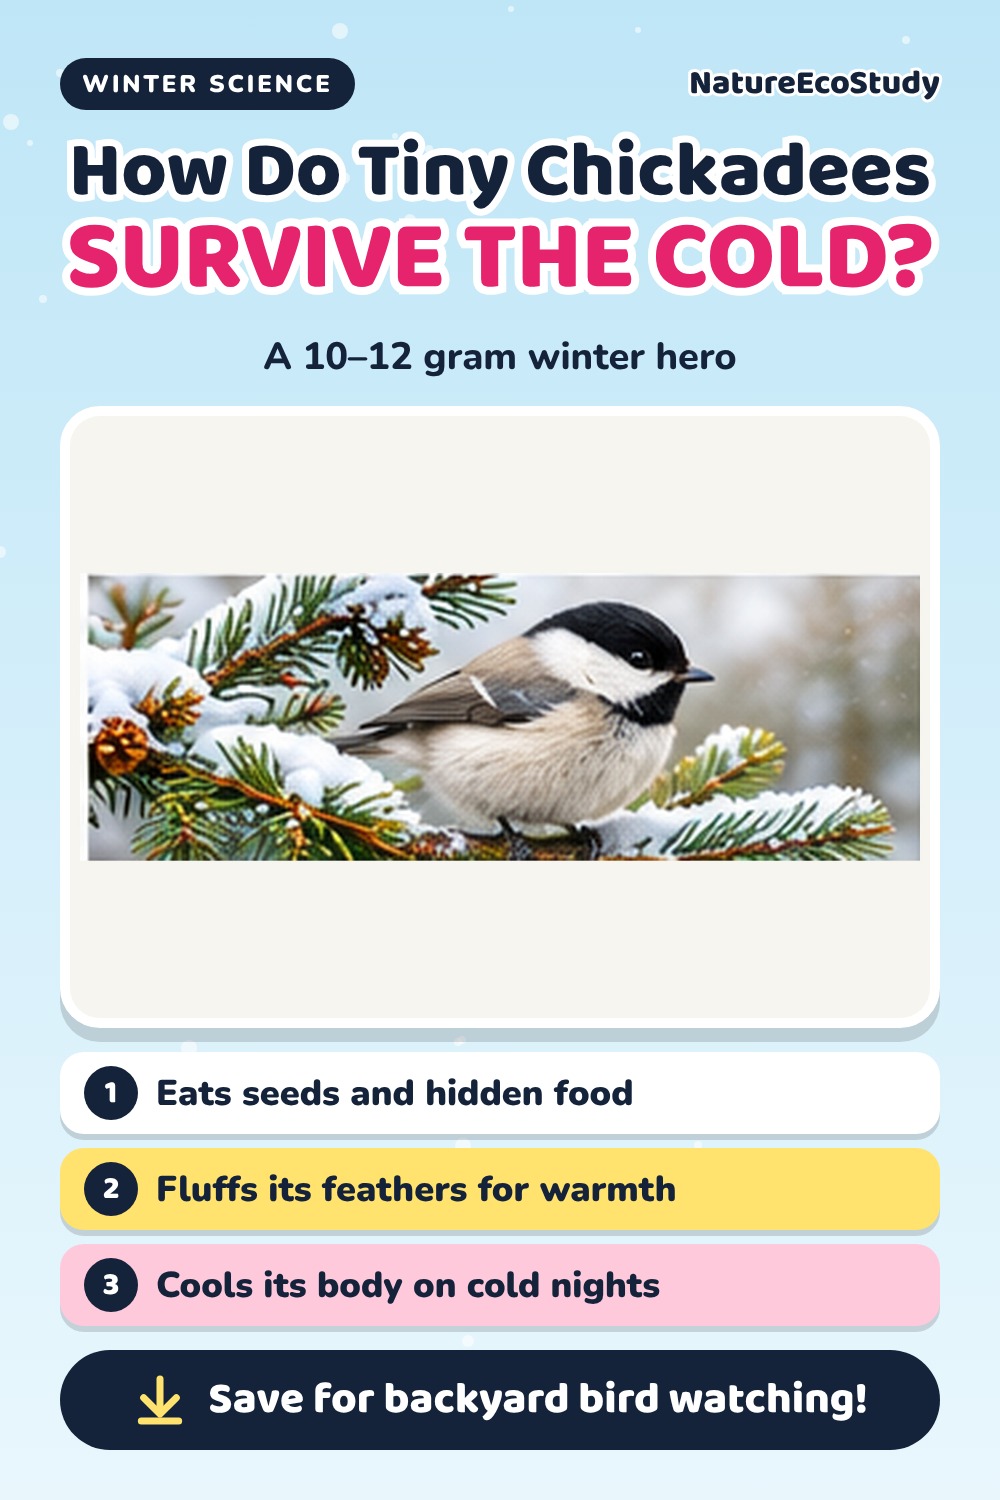 WINTER SCIENCE
NatureEcoStudy
How Do Tiny Chickadees
SURVIVE THE COLD?
A 10–12 gram winter hero
1 Eats seeds and hidden food
2 Fluffs its feathers for warmth
3 Cools its body on cold nights
Save for backyard bird watching!